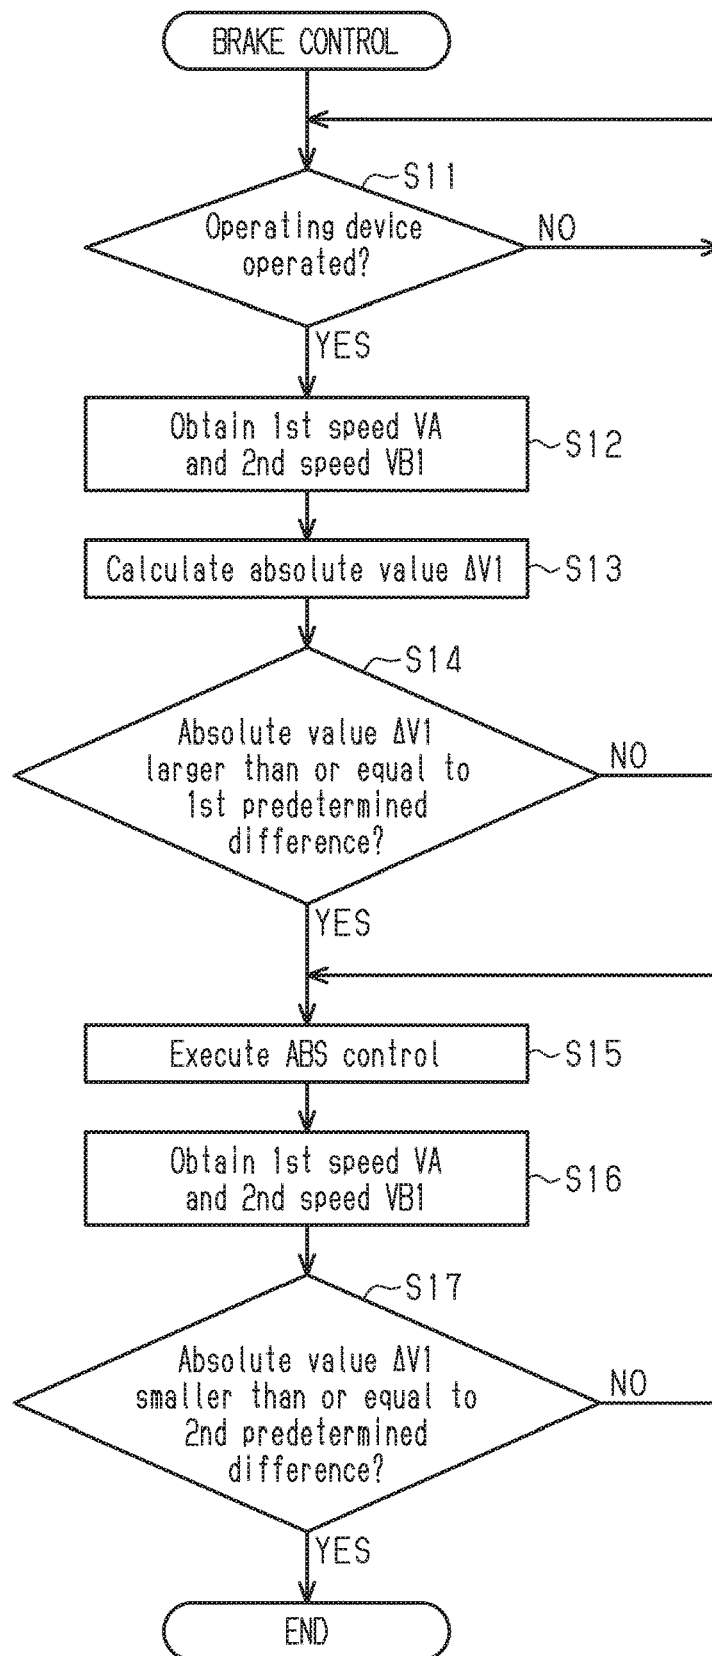 BRAKE CONTROL
S11
Operating device
operated?
NO
YES
Obtain 1st speed VA
and 2nd speed VB1
S12
Calculate absolute value ΔV1
S13
S14
Absolute value ΔV1
larger than or equal to
1st predetermined
difference?
NO
YES
Execute ABS control
S15
Obtain 1st speed VA
and 2nd speed VB1
S16
S17
Absolute value ΔV1
smaller than or equal to
2nd predetermined
difference?
NO
YES
END